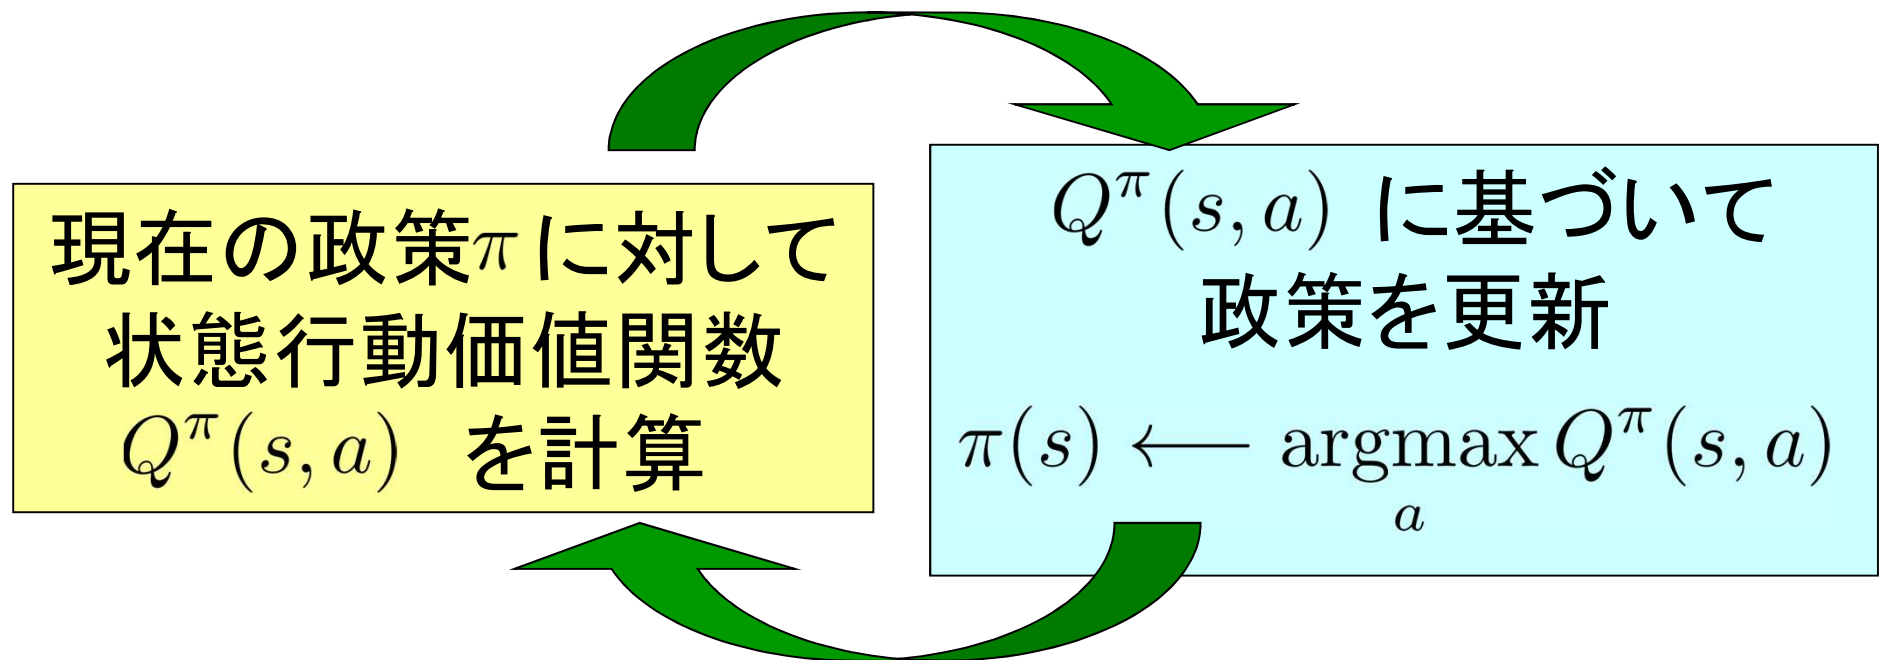 現在の政策π に対して
状態行動価値関数
Q^π(s, a) を計算
Q^π(s, a) に基づいて
政策を更新
π(s) ⟵ argmax Q^π(s, a)
a